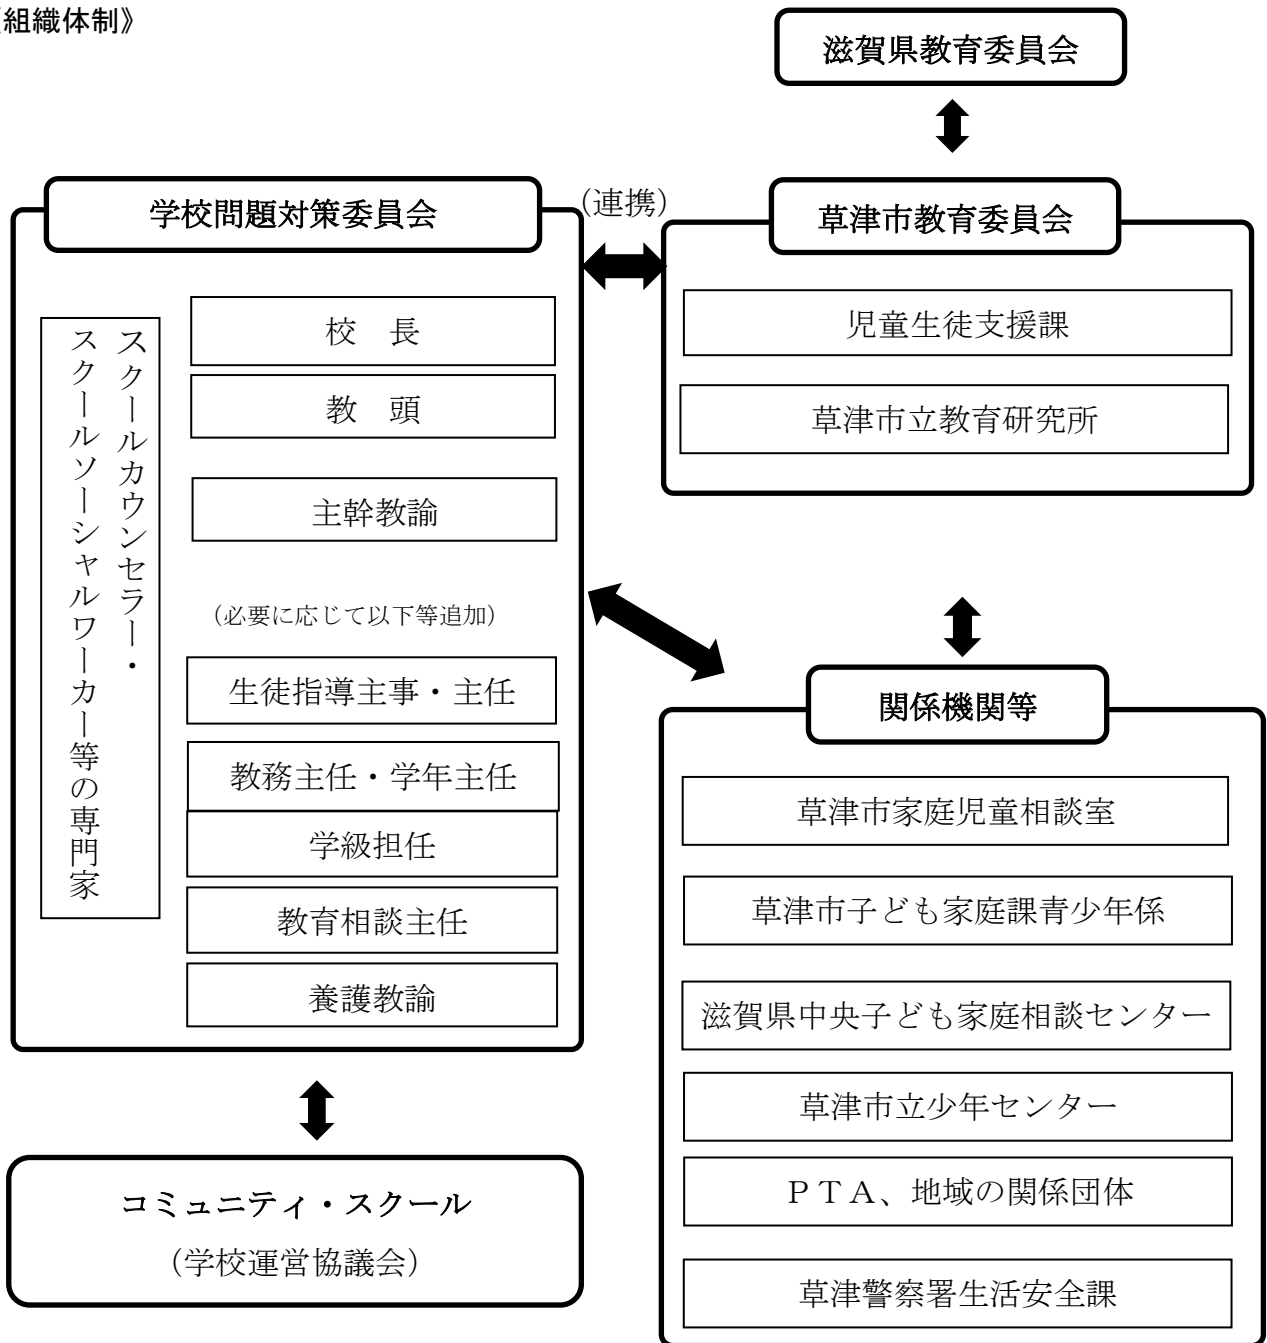 《組織体制》
滋賀県教育委員会
学校問題対策委員会
(連携)
草津市教育委員会
スクールカウンセラー・
スクールソーシャルワーカー等の専門家
校　長
教　頭
主幹教諭
(必要に応じて以下等追加)
生徒指導主事・主任
教務主任・学年主任
学級担任
教育相談主任
養護教諭
児童生徒支援課
草津市立教育研究所
関係機関等
草津市家庭児童相談室
草津市子ども家庭課青少年係
滋賀県中央子ども家庭相談センター
草津市立少年センター
ＰＴＡ、地域の関係団体
草津警察署生活安全課
コミュニティ・スクール
(学校運営協議会)